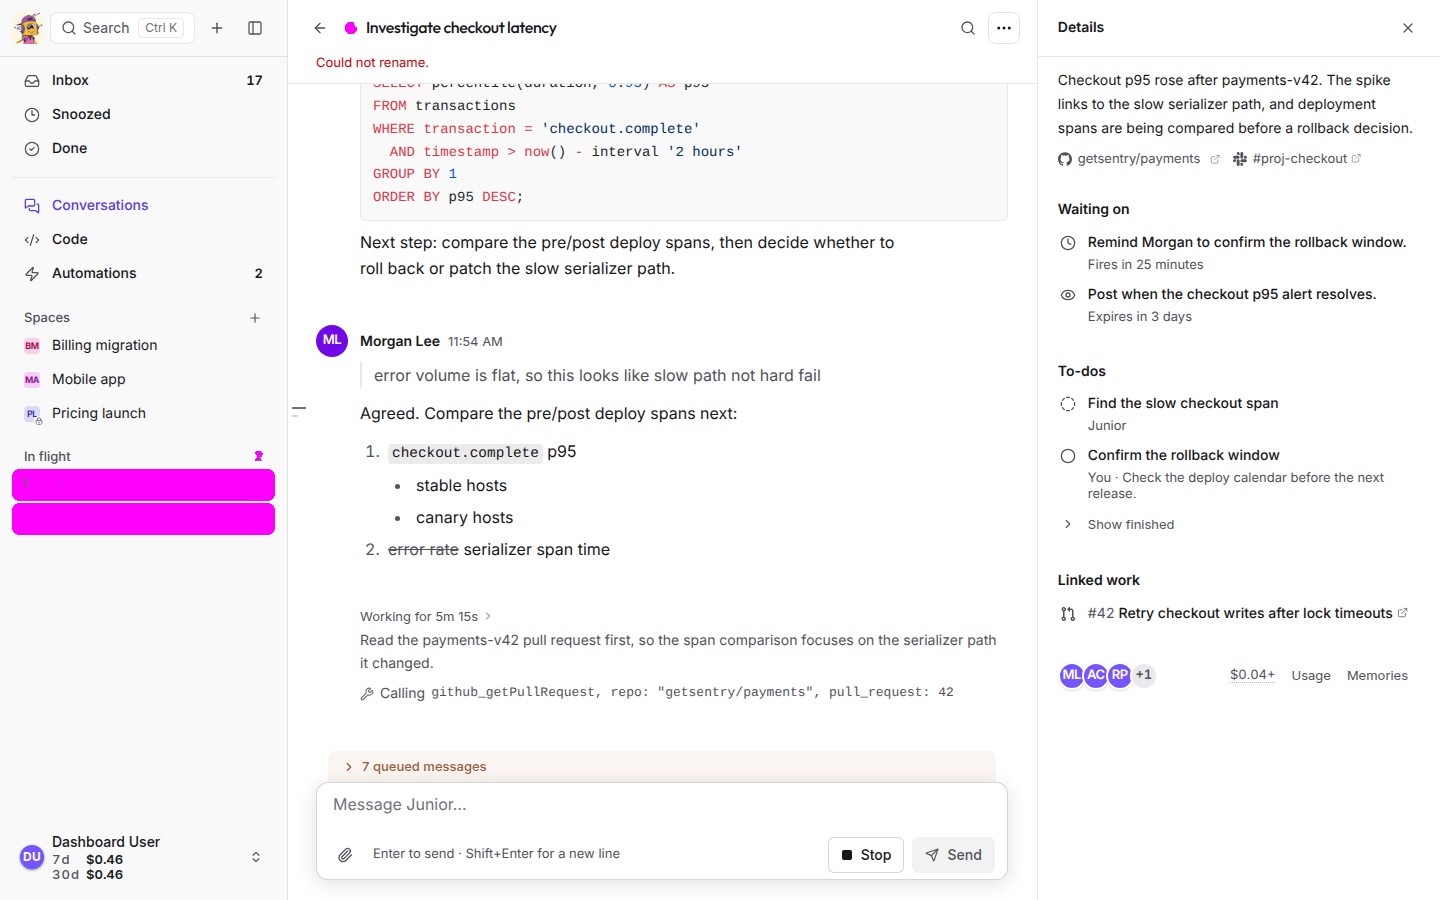 Search Ctrl K
Inbox 17
Snoozed
Done
Conversations
Code
Automations 2
Spaces
BM Billing migration
MA Mobile app
PL Pricing launch
In flight
DU Dashboard User
7d $0.46
30d $0.46
Investigate checkout latency
Could not rename.
SELECT percentile(duration, 0.95) AS p95
FROM transactions
WHERE transaction = 'checkout.complete'
AND timestamp > now() - interval '2 hours'
GROUP BY 1
ORDER BY p95 DESC;
Next step: compare the pre/post deploy spans, then decide whether to
roll back or patch the slow serializer path.
ML Morgan Lee 11:54 AM
error volume is flat, so this looks like slow path not hard fail
Agreed. Compare the pre/post deploy spans next:
1. checkout.complete p95
• stable hosts
• canary hosts
2. error rate serializer span time
Working for 5m 15s
Read the payments-v42 pull request first, so the span comparison focuses on the serializer path
it changed.
Calling github_getPullRequest, repo: "getsentry/payments", pull_request: 42
7 queued messages
Message Junior...
Enter to send · Shift+Enter for a new line
Stop
Send
Details
Checkout p95 rose after payments-v42. The spike
links to the slow serializer path, and deployment
spans are being compared before a rollback decision.
getsentry/payments #proj-checkout
Waiting on
Remind Morgan to confirm the rollback window.
Fires in 25 minutes
Post when the checkout p95 alert resolves.
Expires in 3 days
To-dos
Find the slow checkout span
Junior
Confirm the rollback window
You · Check the deploy calendar before the next
release.
Show finished
Linked work
#42 Retry checkout writes after lock timeouts
ML AC RP +1 $0.04+ Usage Memories